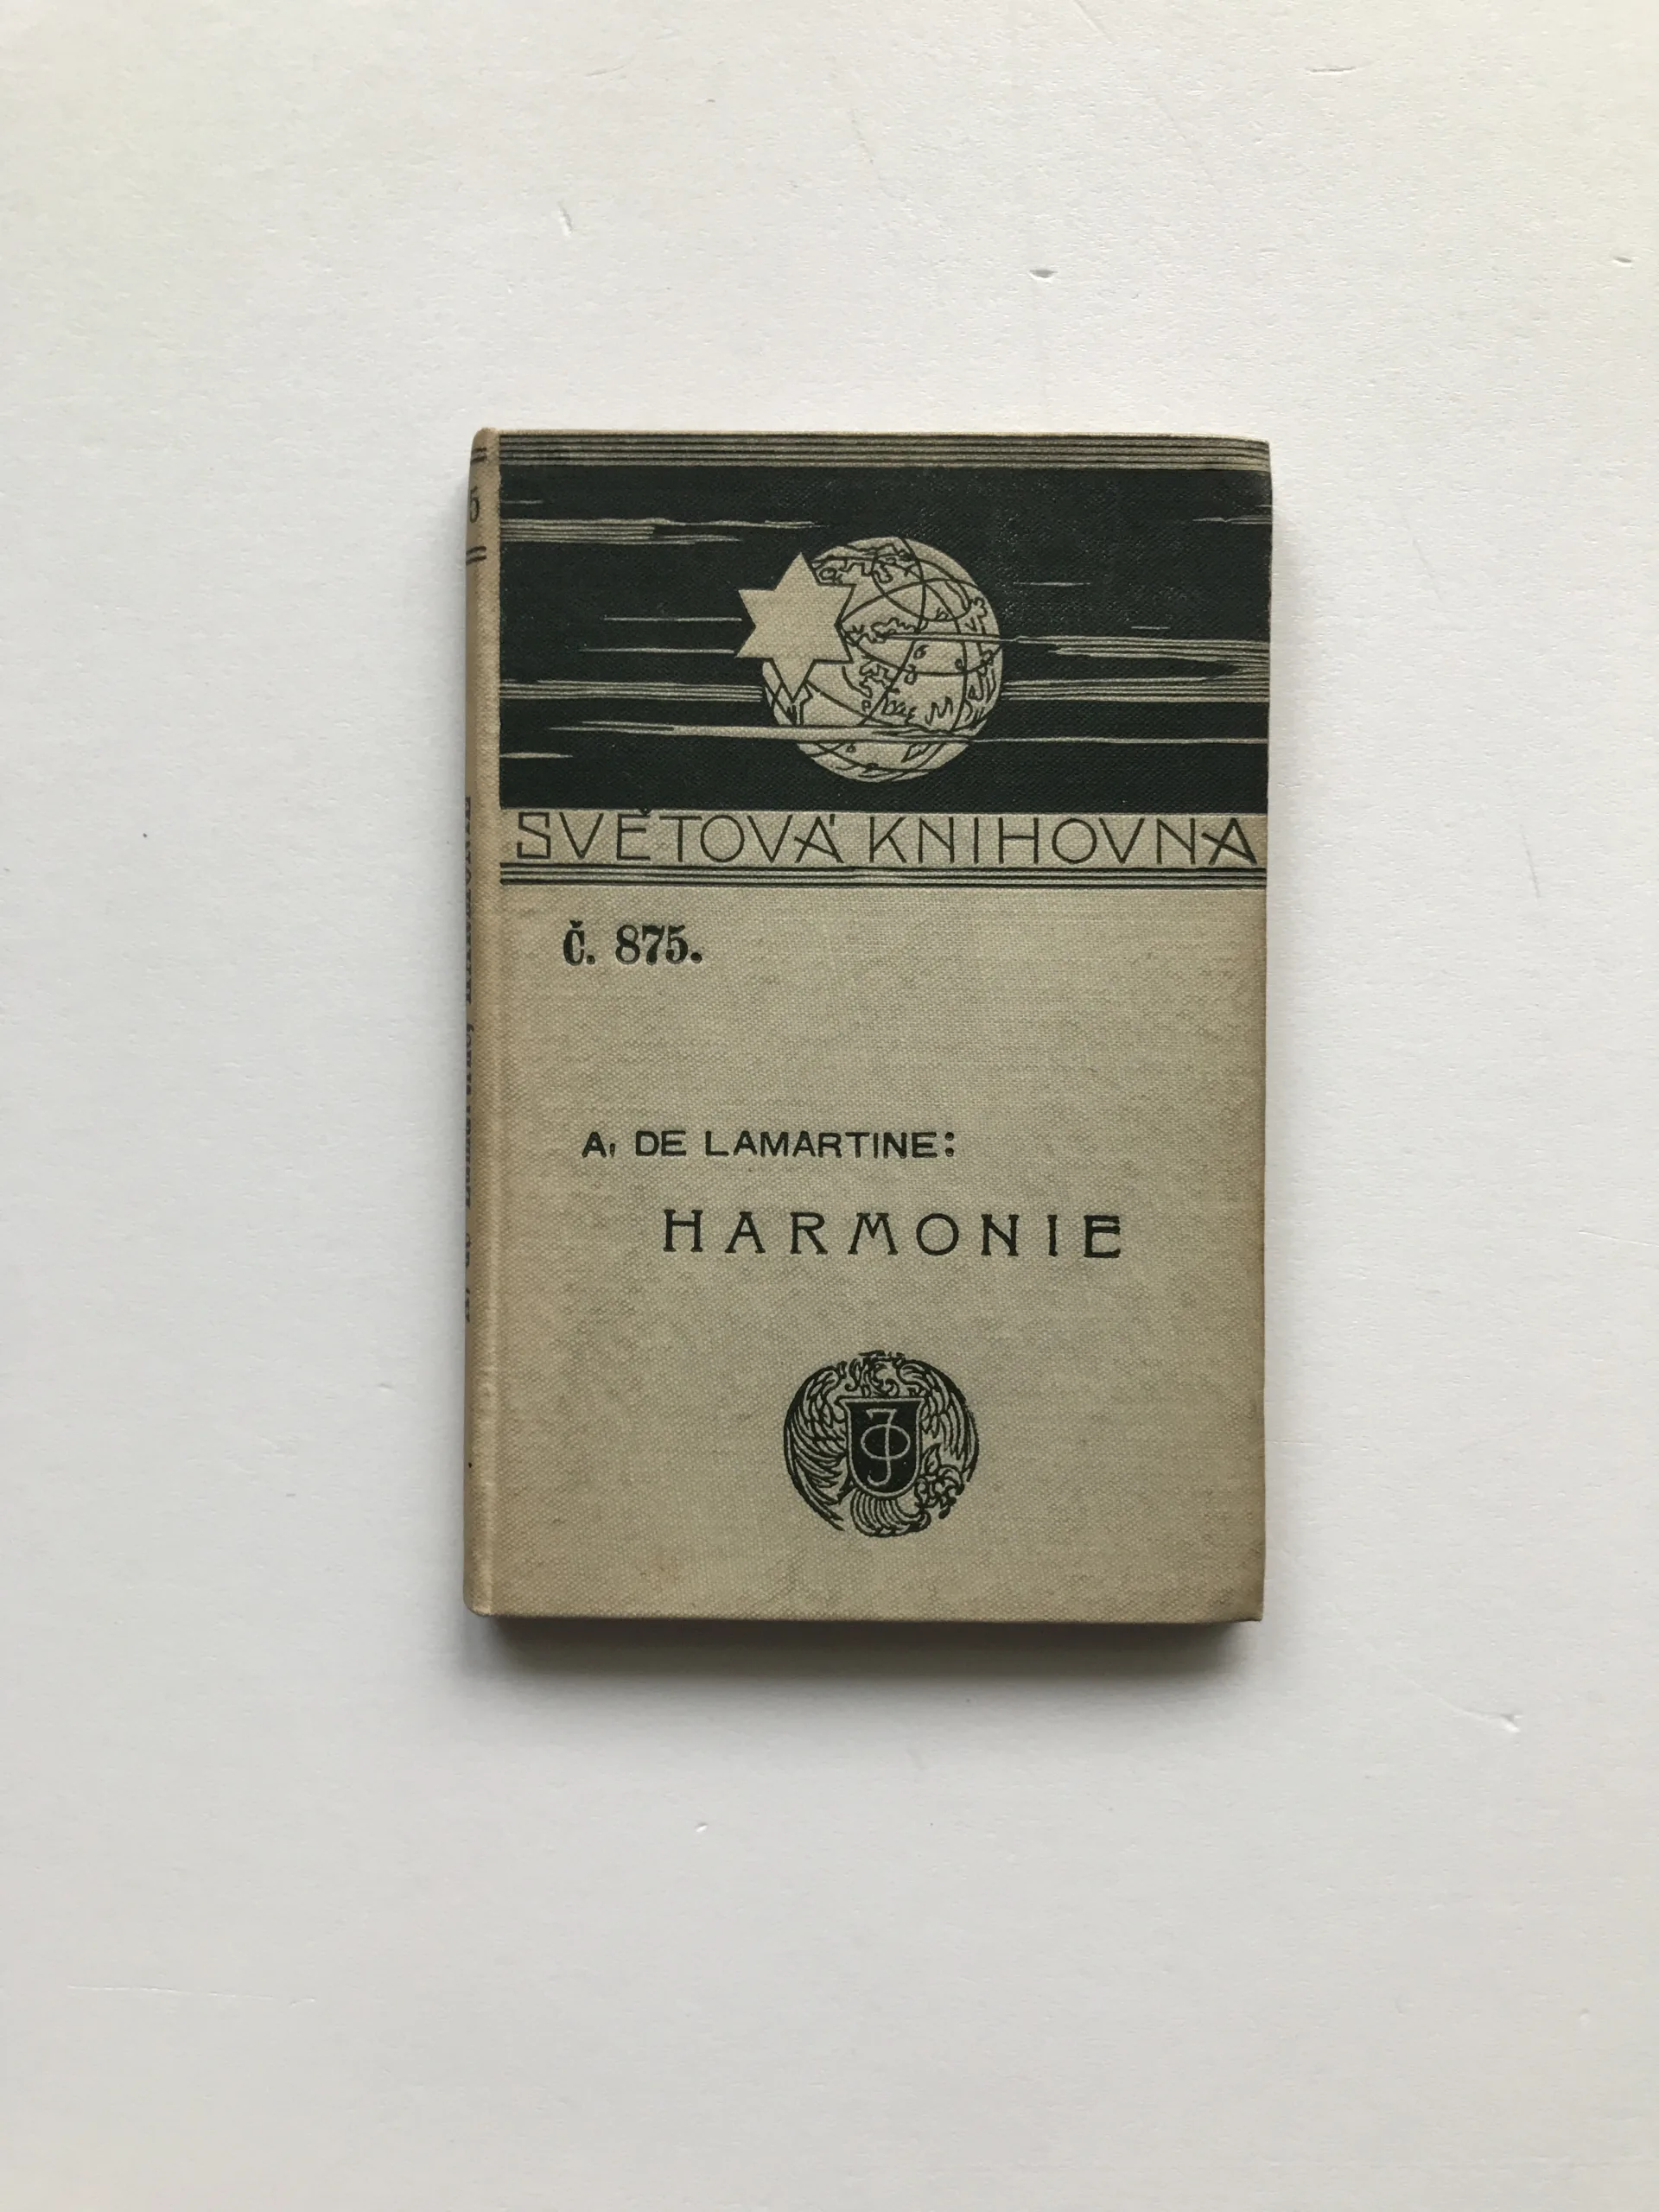 SVĚTOVÁ KNIHOVNA
Č. 875.
A. DE LAMARTINE:
HARMONIE